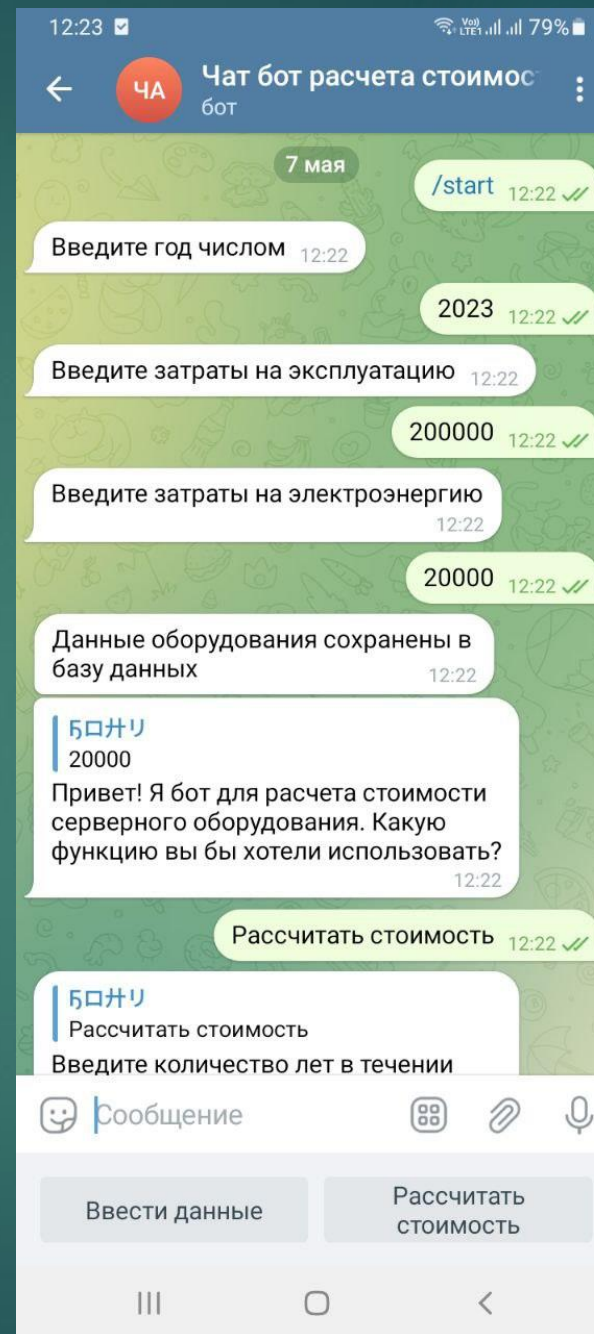 12:23 79%
ЧА Чат бот расчета стоимос
бот
7 мая
/start 12:22
Введите год числом 12:22
2023 12:22
Введите затраты на эксплуатацию 12:22
200000 12:22
Введите затраты на электроэнергию
12:22
20000 12:22
Данные оборудования сохранены в
базу данных 12:22
20000
Привет! Я бот для расчета стоимости
серверного оборудования. Какую
функцию вы бы хотели использовать?
12:22
Рассчитать стоимость 12:22
Рассчитать стоимость
Введите количество лет в течении
Сообщение
Ввести данные
Рассчитать
стоимость